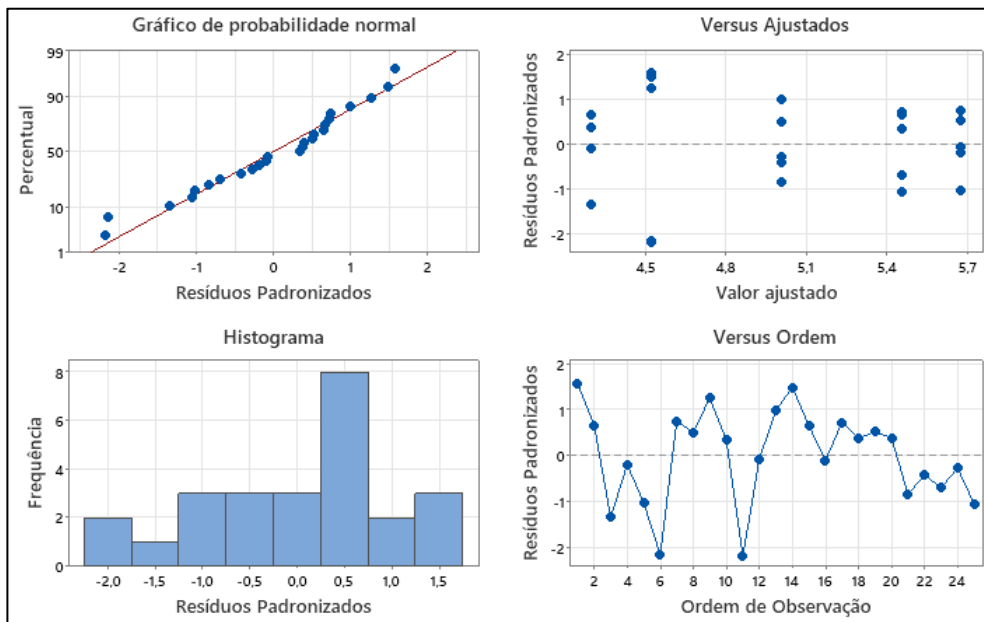 Gráfico de probabilidade normal
Percentual
99
90
50
10
1
-2 -1 0 1 2
Resíduos Padronizados
Versus Ajustados
Resíduos Padronizados
2
1
0
-1
-2
4,5 4,8 5,1 5,4 5,7
Valor ajustado
Histograma
Frequência
8
6
4
2
0
-2,0 -1,5 -1,0 -0,5 0,0 0,5 1,0 1,5
Resíduos Padronizados
Versus Ordem
Resíduos Padronizados
2
1
0
-1
-2
2 4 6 8 10 12 14 16 18 20 22 24
Ordem de Observação